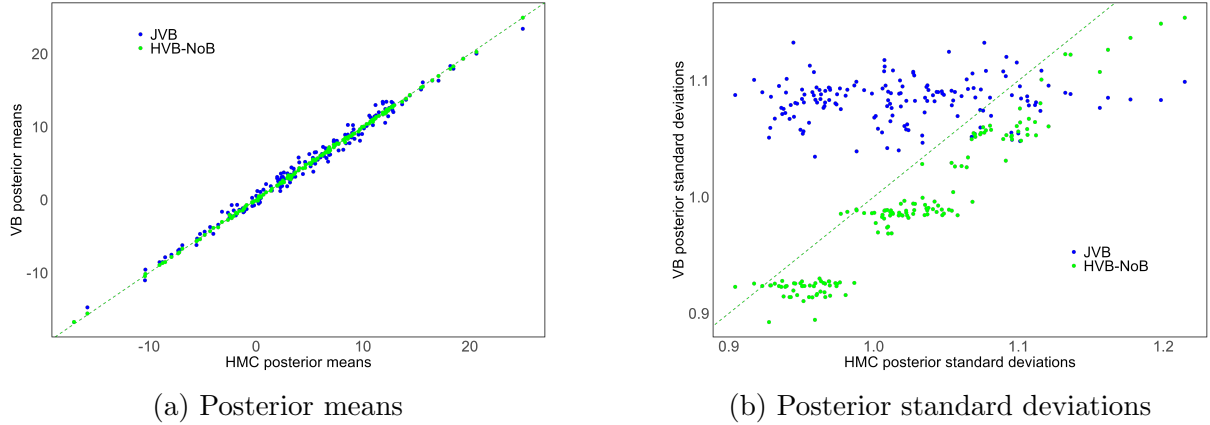 JVB
HVB-NoB
20
10
0
-10
-10
0
10
20
VB posterior means
HMC posterior means
(a) Posterior means
1.1
1.0
0.9
0.9
1.0
1.1
1.2
VB posterior standard deviations
JVB
HVB-NoB
HMC posterior standard deviations
(b) Posterior standard deviations